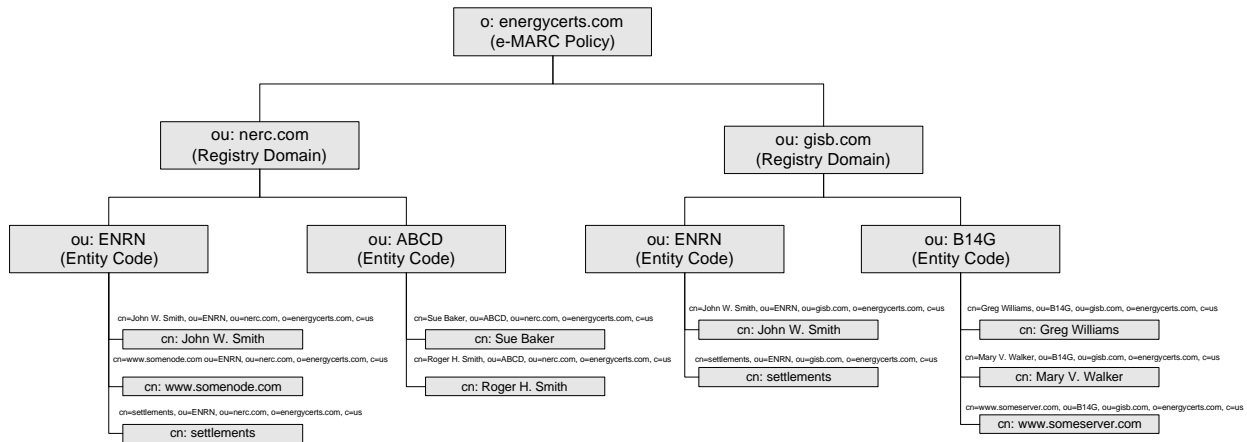 o: energycerts.com
(e-MARC Policy)
ou: nerc.com
(Registry Domain)
ou: gisb.com
(Registry Domain)
ou: ENRN
(Entity Code)
ou: ABCD
(Entity Code)
ou: ENRN
(Entity Code)
ou: B14G
(Entity Code)
cn=John W. Smith, ou=ENRN, ou=nerc.com, o=energycerts.com, c=us
cn: John W. Smith
cn=www.somenode.com ou=ENRN, ou=nerc.com, o=energycerts.com, c=us
cn: www.somenode.com
cn=settlements, ou=ENRN, ou=nerc.com, o=energycerts.com, c=us
cn: settlements
cn=Sue Baker, ou=ABCD, ou=nerc.com, o=energycerts.com, c=us
cn: Sue Baker
cn=Roger H. Smith, ou=ABCD, ou=nerc.com, o=energycerts.com, c=us
cn: Roger H. Smith
cn=John W. Smith, ou=ENRN, ou=gisb.com, o=energycerts.com, c=us
cn: John W. Smith
cn=settlements, ou=ENRN, ou=gisb.com, o=energycerts.com, c=us
cn: settlements
cn=Greg Williams, ou=B14G, ou=gisb.com, o=energycerts.com, c=us
cn: Greg Williams
cn=Mary V. Walker, ou=B14G, ou=gisb.com, o=energycerts.com, c=us
cn: Mary V. Walker
cn=www.someserver.com, ou=B14G, ou=gisb.com, o=energycerts.com, c=us
cn: www.someserver.com